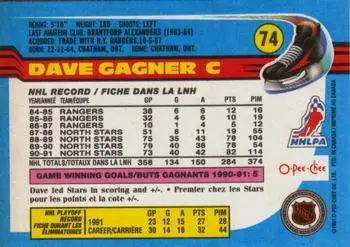 HEIGHT: 5'10" WEIGHT: 180 SHOOTS: LEFT
LAST AMATEUR CLUB: BRANTFORD ALEXANDERS (1983-84)
ACQUIRED: TRADE WITH N.Y. RANGERS,10-5-87
BORN: 12-11-64, CHATHAM, ONT. HOME: CHATHAM, ONT.
74
DAVE GAGNER C
NHL RECORD / FICHE DANS LA LNH
YEAR/ANNÉE TEAM/ÉQUIPE GP G A PTS PIM
84-85 RANGERS 38 6 6 12 16
85-86 RANGERS 32 4 6 10 19
86-87 RANGERS 10 1 4 5 12
87-88 NORTH STARS 51 8 11 19 55
88-89 NORTH STARS 75 35 43 78 104
89-90 NORTH STARS 79 40 38 78 54
90-91 NORTH STARS 73 40 42 82 114
NHL TOTALS/TOTAUX DANS LA LNH 358 134 150 284 374
NHLPA
O-Pee-Chee
GAME WINNING GOALS/BUTS GAGNANTS 1990-91: 5
Dave led Stars in scoring and +/-. • Premier chez les Stars
pour les points et la cote +/-.
NHL PLAYOFF RECORD
FICHE DURANT LES ÉLIMINATOIRES
GP G A PTS PIM
1991 23 12 15 27 28
CAREER/CARRIÈRE 30 14 16 30 44
NHL